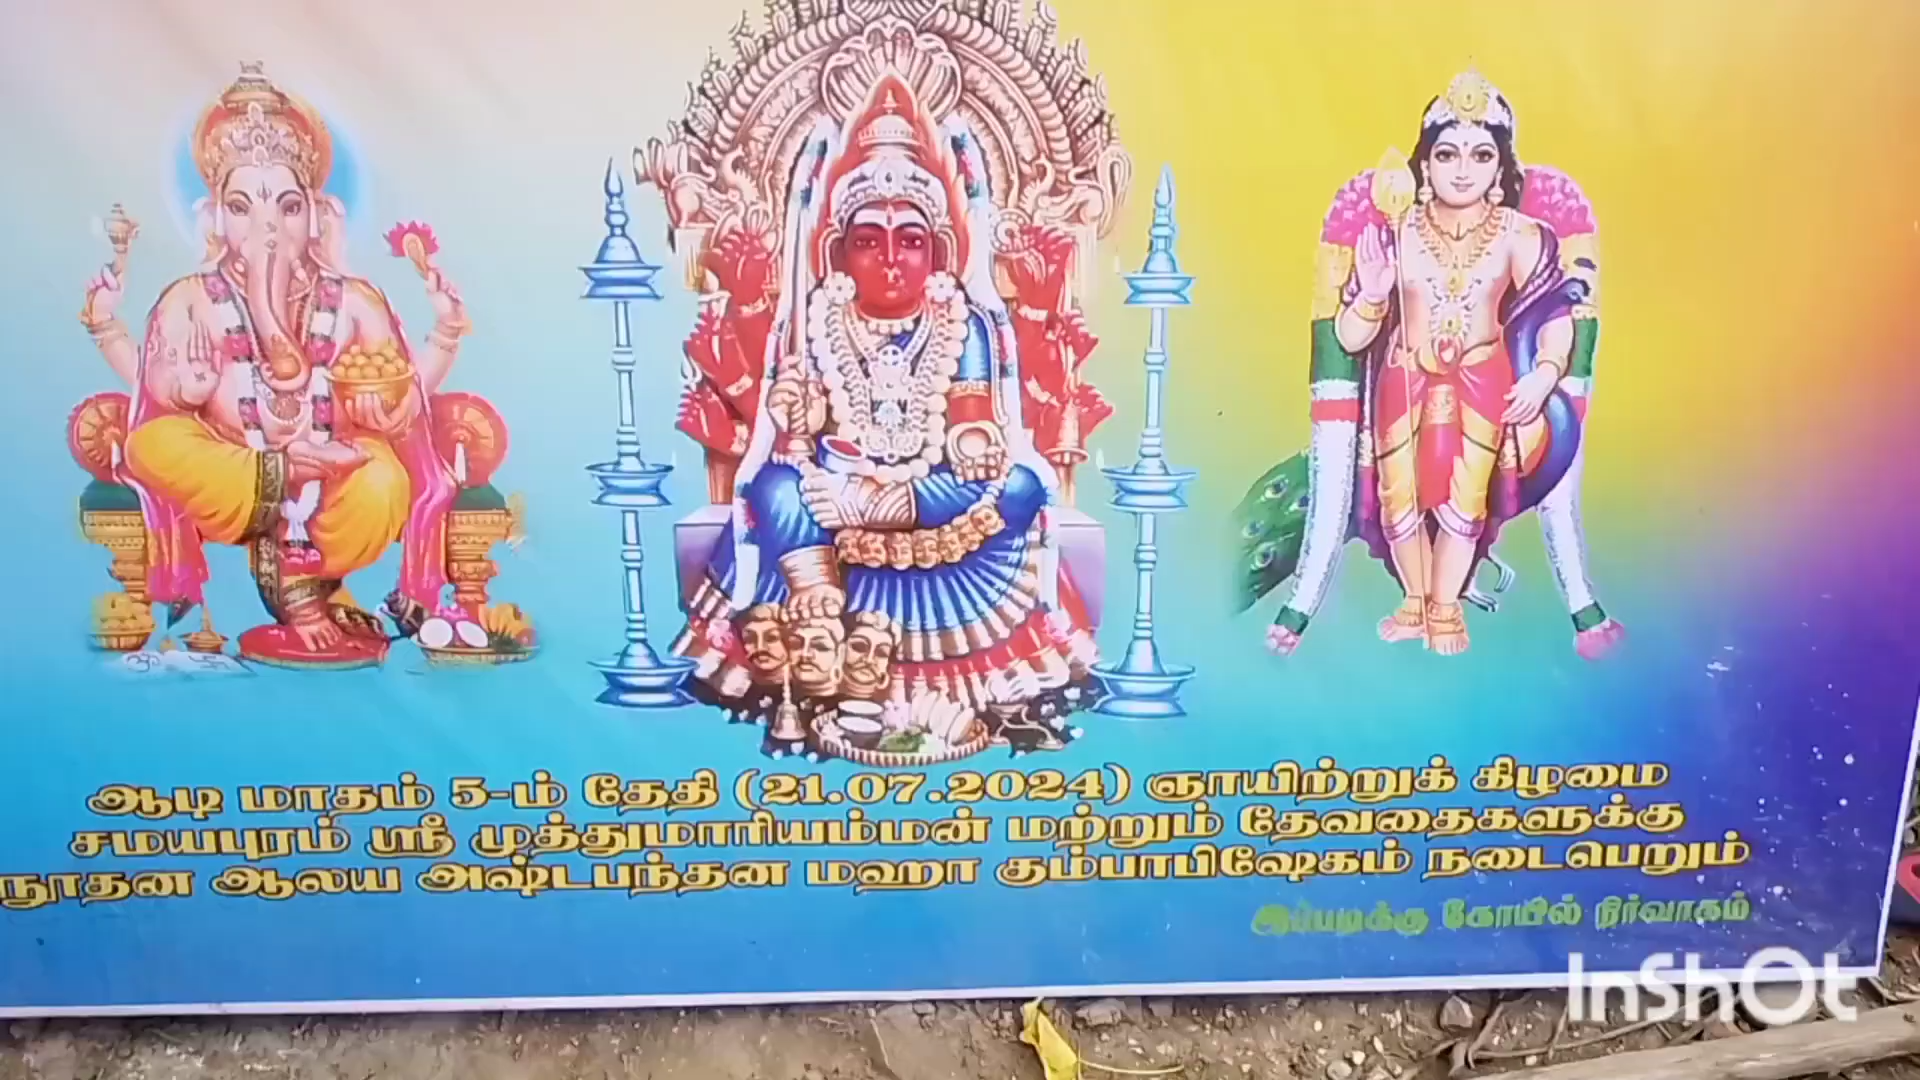 ஆடி மாதம் 5-ம் தேதி (21.07.2024) ஞாயிற்றுக் கிழமை
சமயபுரம் ஸ்ரீ முத்துமாரியம்மன் மற்றும் தேவதைகளுக்கு
நூதன ஆலய அஷ்டபந்தன மஹா கும்பாபிஷேகம் நடைபெறும்
இப்படிக்கு கோயில் நிர்வாகம்
InShOt